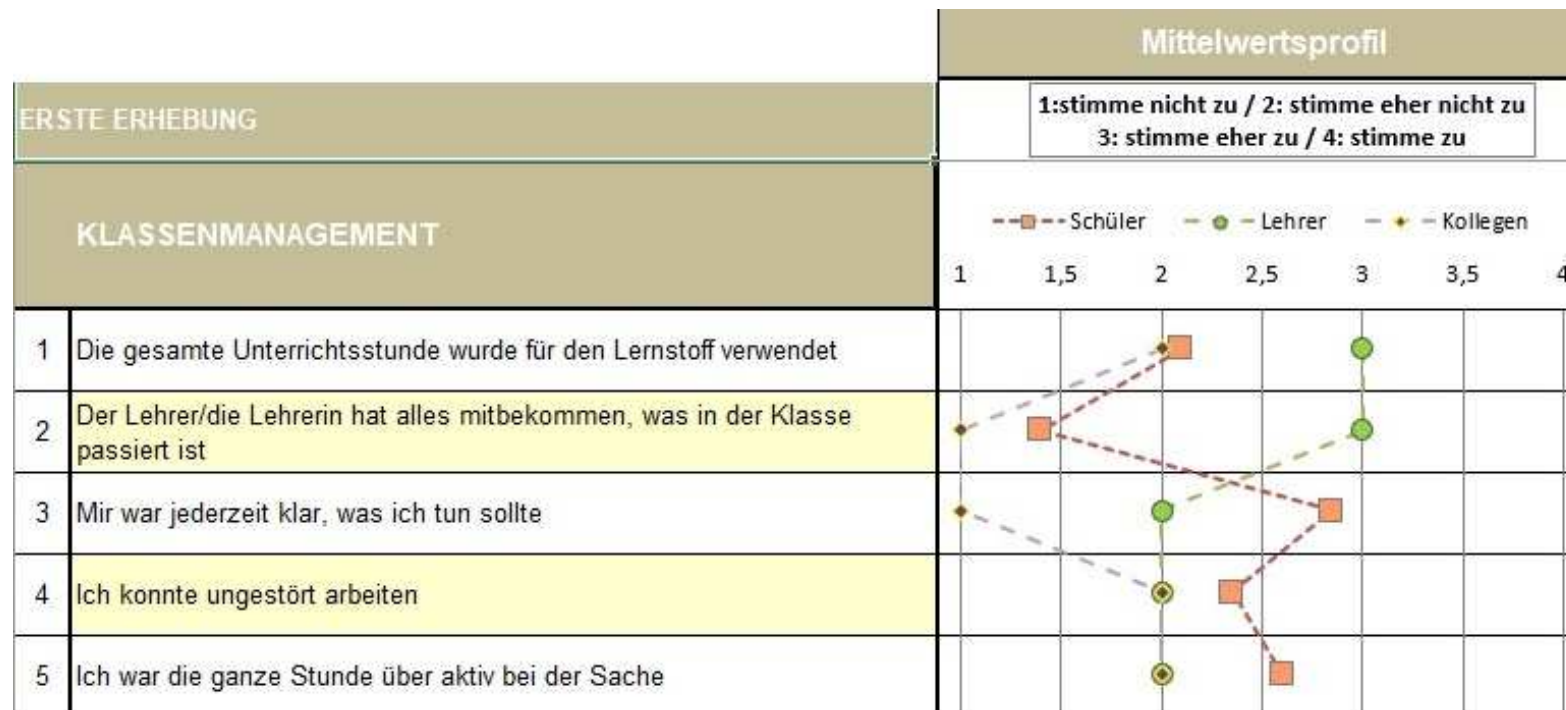 Mittelwertsprofil
ERSTE ERHEBUNG
1:stimme nicht zu / 2: stimme eher nicht zu
3: stimme eher zu / 4: stimme zu
KLASSENMANAGEMENT
Schüler Lehrer Kollegen
1 1,5 2 2,5 3 3,5 4
1 Die gesamte Unterrichtsstunde wurde für den Lernstoff verwendet
2 Der Lehrer/die Lehrerin hat alles mitbekommen, was in der Klasse
passiert ist
3 Mir war jederzeit klar, was ich tun sollte
4 Ich konnte ungestört arbeiten
5 Ich war die ganze Stunde über aktiv bei der Sache